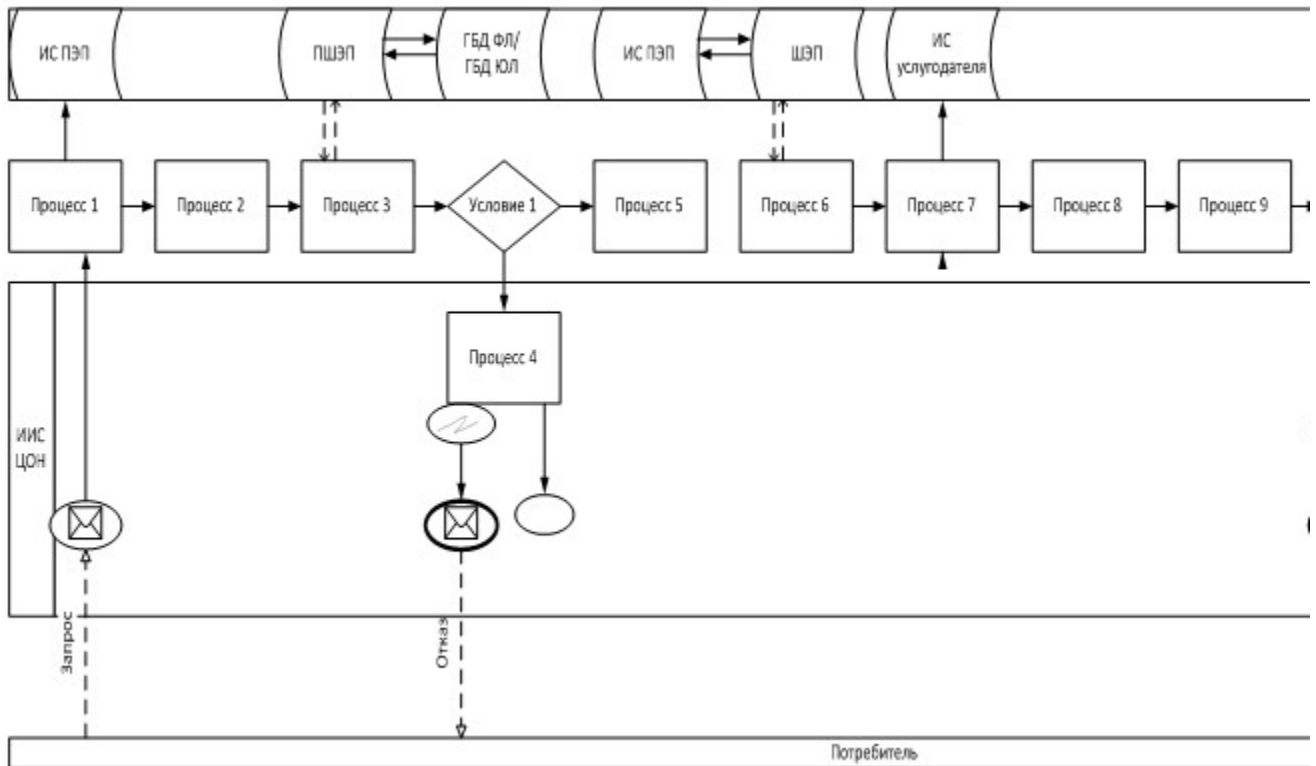 ИС ПЭП
ПШЭП
ГБД ФЛ/
ГБД ЮЛ
ИС ПЭП
ШЭП
ИС
услугодателя
Процесс 1
Процесс 2
Процесс 3
Условие 1
Процесс 5
Процесс 6
Процесс 7
Процесс 8
Процесс 9
Процесс 4
ИИС
ЦОН
Запрос
Отказ
Потребитель